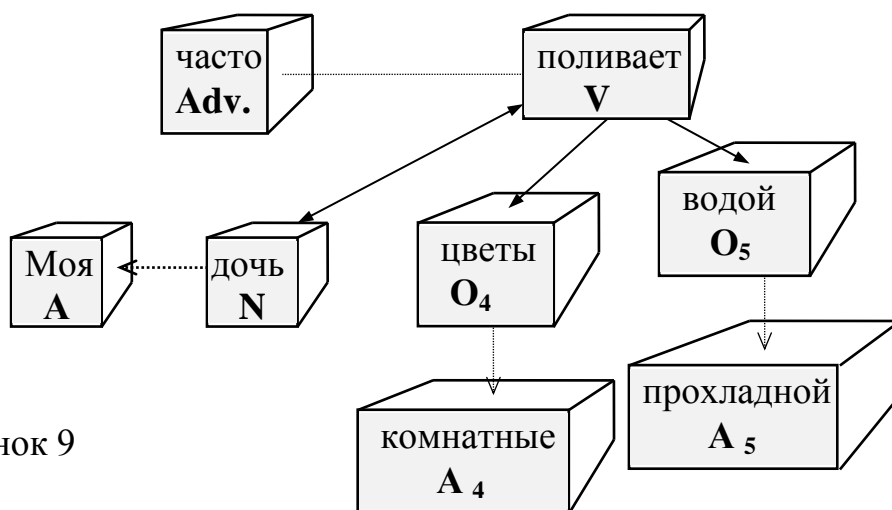 часто
Adv.
поливает
V
Моя
A
дочь
N
цветы
O₄
водой
O₅
комнатные
A ₄
прохладной
A ₅
нок 9